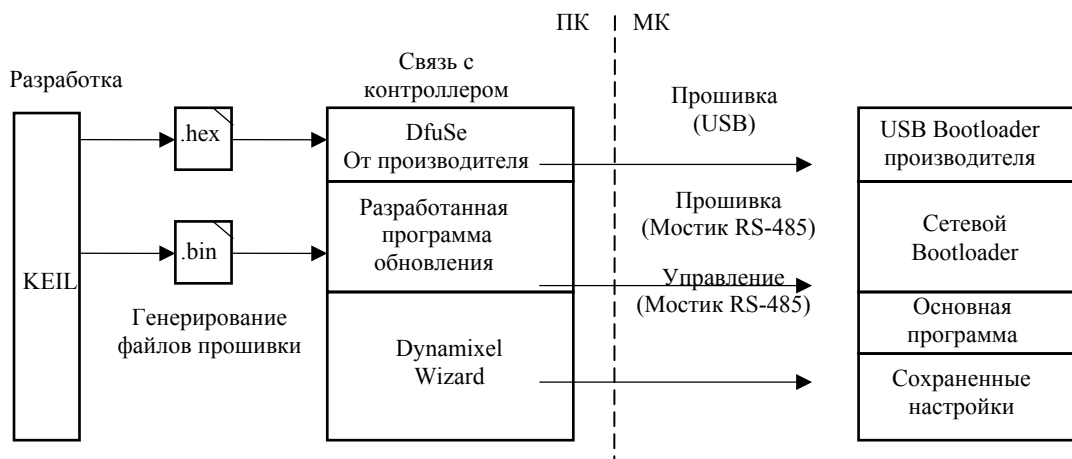 ПК
МК
Разработка
KEIL
.hex
.bin
Генерирование
файлов прошивки
Связь с
контроллером
DfuSe
От производителя
Разработанная
программа
обновления
Dynamixel
Wizard
Прошивка
(USB)
Прошивка
(Мостик RS-485)
Управление
(Мостик RS-485)
USB Bootloader
производителя
Сетевой
Bootloader
Основная
программа
Сохраненные
настройки